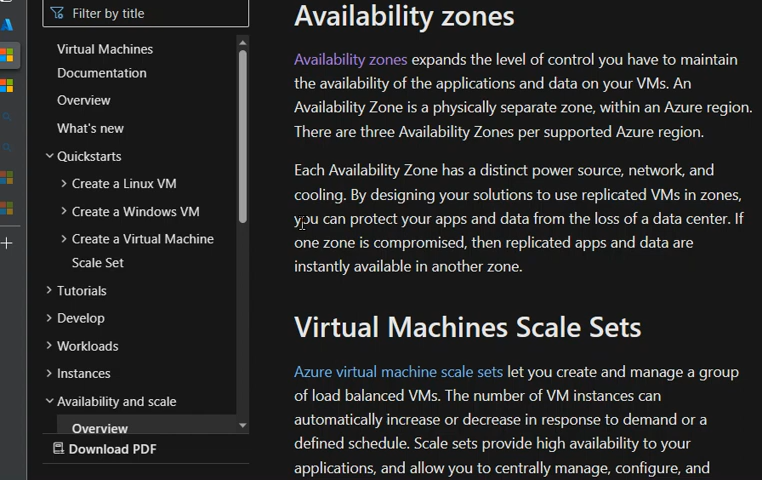 Filter by title
Virtual Machines
Documentation
Overview
What's new
Quickstarts
Create a Linux VM
Create a Windows VM
Create a Virtual Machine
Scale Set
Tutorials
Develop
Workloads
Instances
Availability and scale
Overview
Download PDF
Availability zones
Availability zones expands the level of control you have to maintain
the availability of the applications and data on your VMs. An
Availability Zone is a physically separate zone, within an Azure region.
There are three Availability Zones per supported Azure region.
Each Availability Zone has a distinct power source, network, and
cooling. By designing your solutions to use replicated VMs in zones,
you can protect your apps and data from the loss of a data center. If
one zone is compromised, then replicated apps and data are
instantly available in another zone.
Virtual Machines Scale Sets
Azure virtual machine scale sets let you create and manage a group
of load balanced VMs. The number of VM instances can
automatically increase or decrease in response to demand or a
defined schedule. Scale sets provide high availability to your
applications, and allow you to centrally manage, configure, and